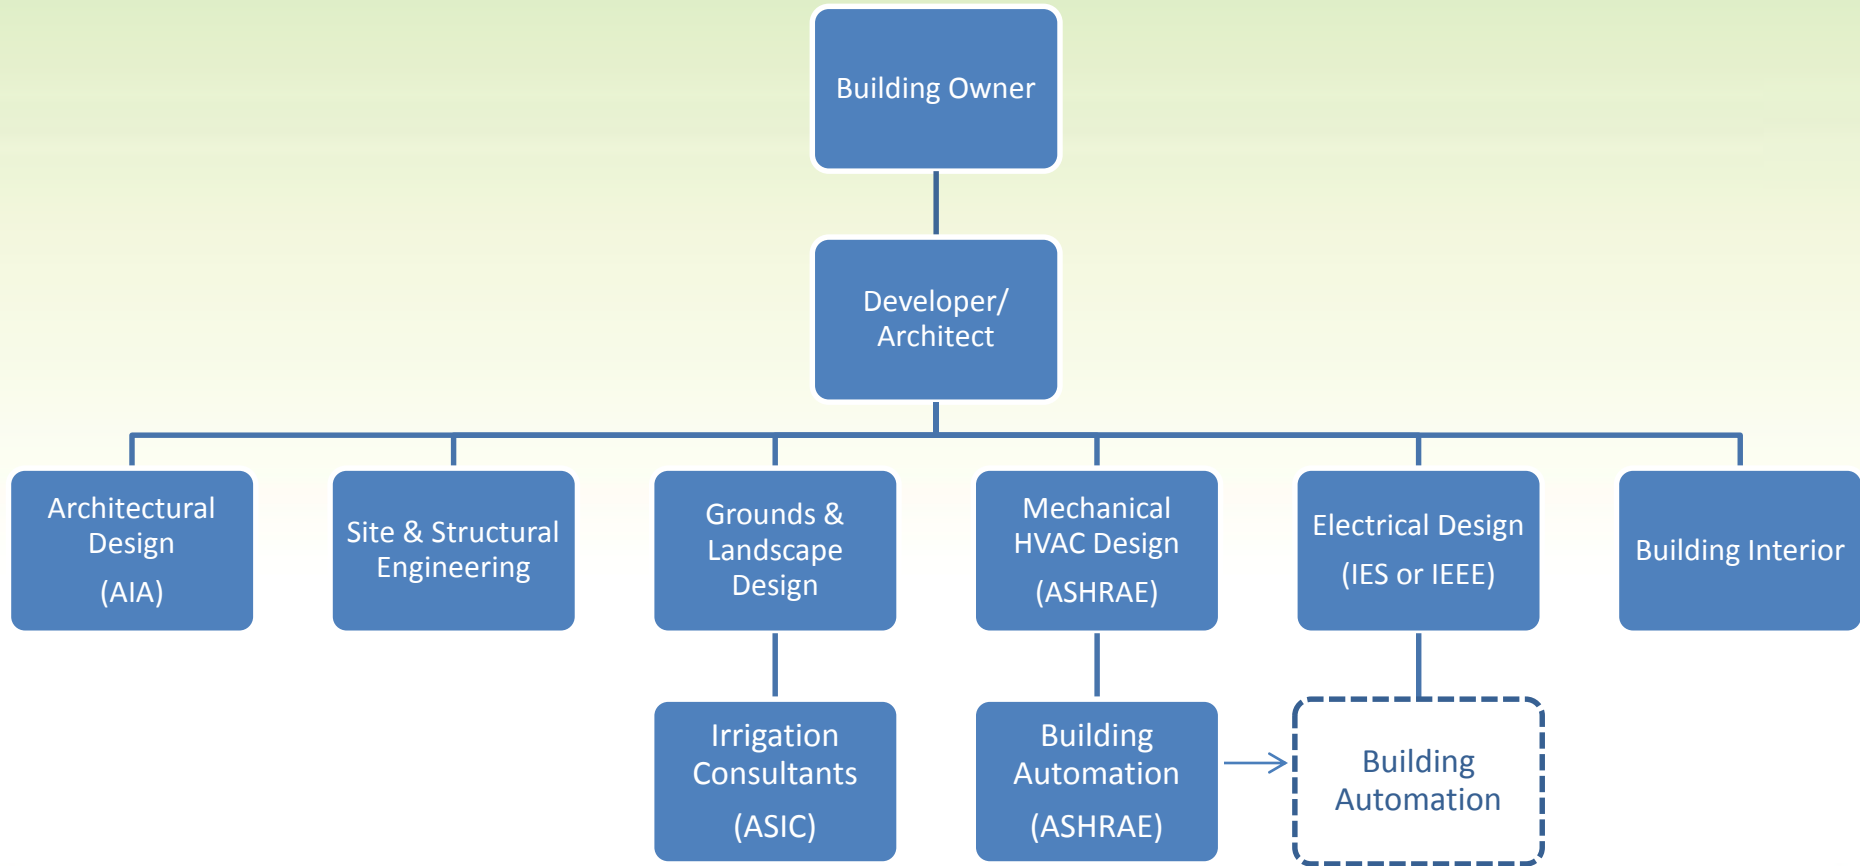 Building Owner
Developer/
Architect
Architectural
Design
(AIA)
Site & Structural
Engineering
Grounds &
Landscape
Design
Mechanical
HVAC Design
(ASHRAE)
Electrical Design
(IES or IEEE)
Building Interior
Irrigation
Consultants
(ASIC)
Building
Automation
(ASHRAE)
Building
Automation